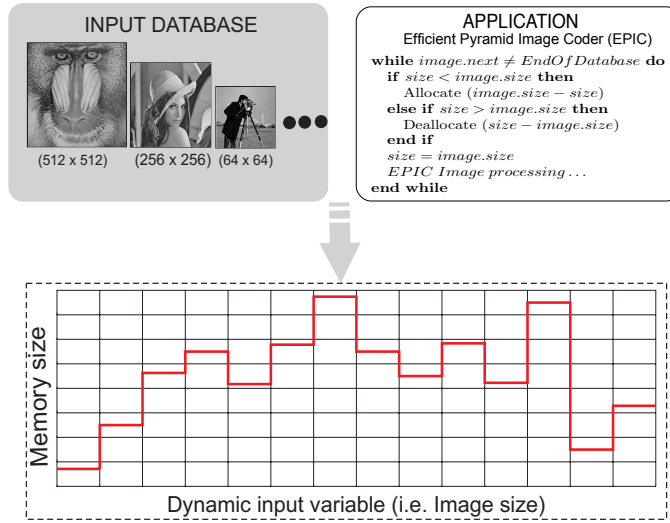 INPUT DATABASE
(512 x 512)
(256 x 256)
(64 x 64)
APPLICATION
Efficient Pyramid Image Coder (EPIC)
while image.next ≠ EndOfDatabase do
if size < image.size then
Allocate (image.size − size)
else if size > image.size then
Deallocate (size − image.size)
end if
size = image.size
EPIC Image processing . . .
end while
Memory size
Dynamic input variable (i.e. Image size)